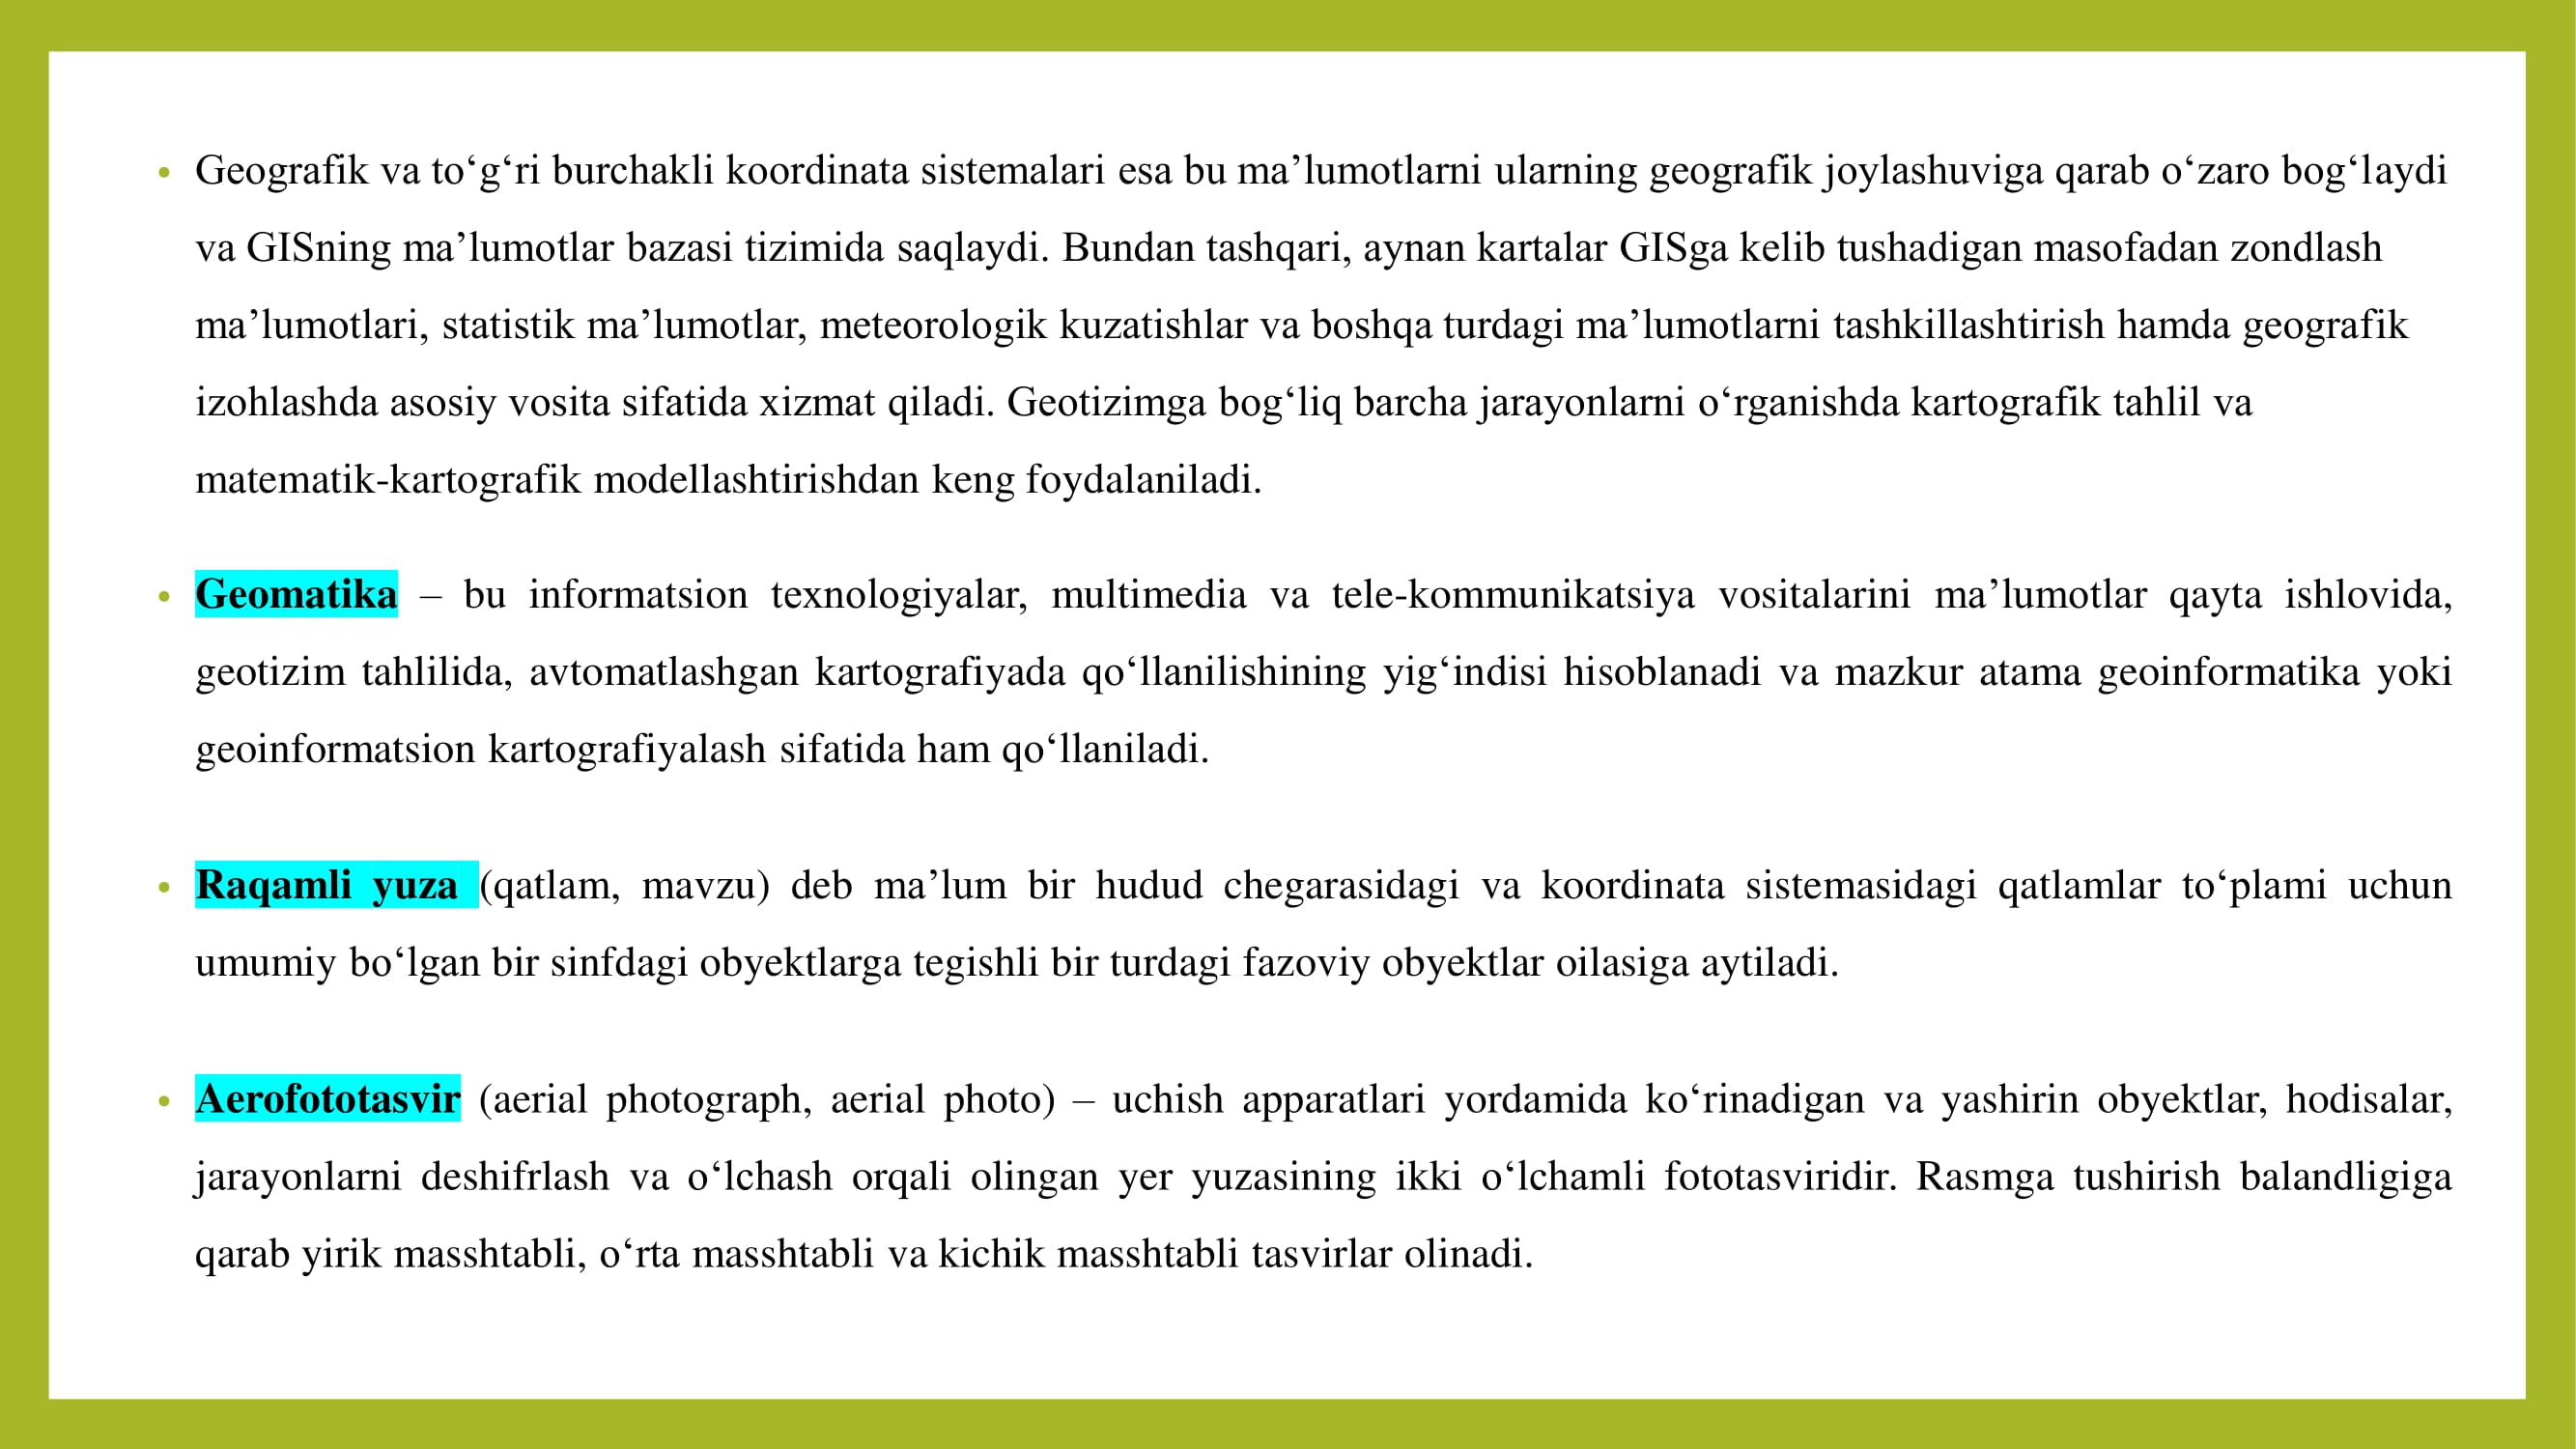 • Geografik va to‘g‘ri burchakli koordinata sistemalari esa bu ma’lumotlarni ularning geografik joylashuviga qarab o‘zaro bog‘laydi
va GISning ma’lumotlar bazasi tizimida saqlaydi. Bundan tashqari, aynan kartalar GISga kelib tushadigan masofadan zondlash
ma’lumotlari, statistik ma’lumotlar, meteorologik kuzatishlar va boshqa turdagi ma’lumotlarni tashkillashtirish hamda geografik
izohlashda asosiy vosita sifatida xizmat qiladi. Geotizimga bog‘liq barcha jarayonlarni o‘rganishda kartografik tahlil va
matematik-kartografik modellashtirishdan keng foydalaniladi.
• Geomatika – bu informatsion texnologiyalar, multimedia va tele-kommunikatsiya vositalarini ma’lumotlar qayta ishlovida,
geotizim tahlilida, avtomatlashgan kartografiyada qo‘llanilishining yig‘indisi hisoblanadi va mazkur atama geoinformatika yoki
geoinformatsion kartografiyalash sifatida ham qo‘llaniladi.
• Raqamli yuza (qatlam, mavzu) deb ma’lum bir hudud chegarasidagi va koordinata sistemasidagi qatlamlar to‘plami uchun
umumiy bo‘lgan bir sinfdagi obyektlarga tegishli bir turdagi fazoviy obyektlar oilasiga aytiladi.
• Aerofototasvir (aerial photograph, aerial photo) – uchish apparatlari yordamida ko‘rinadigan va yashirin obyektlar, hodisalar,
jarayonlarni deshifrlash va o‘lchash orqali olingan yer yuzasining ikki o‘lchamli fototasviridir. Rasmga tushirish balandligiga
qarab yirik masshtabli, o‘rta masshtabli va kichik masshtabli tasvirlar olinadi.